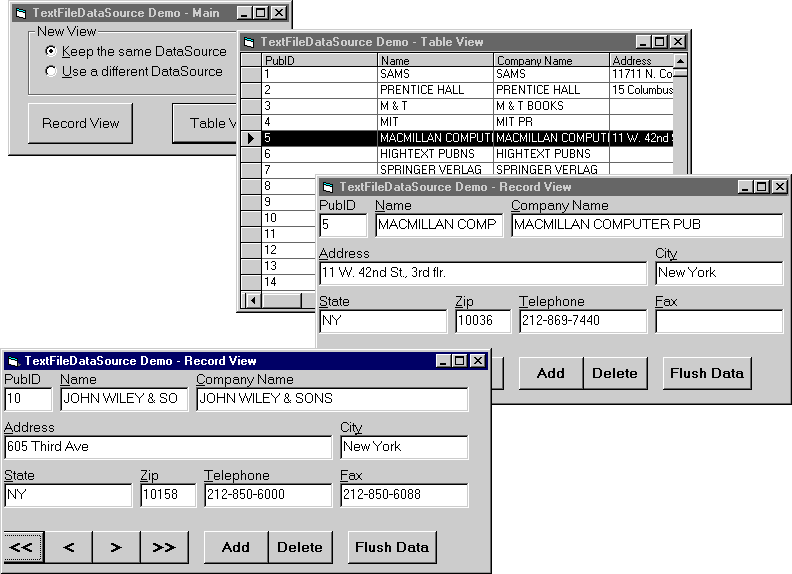 TextFileDataSource Demo - Main
New View
Keep the same DataSource
Use a different DataSource
Record View
Table V
TextFileDataSource Demo - Table View
PubID Name Company Name Address
1 SAMS SAMS 11711 N. Co
2 PRENTICE HALL PRENTICE HALL 15 Columbus
3 M & T M & T BOOKS
4 MIT MIT PR
5 MACMILLAN COMPUTI MACMILLAN COMPUTI 11 W. 42nd S
6 HIGHTEXT PUBNS HIGHTEXT PUBNS
7 SPRINGER VERLAG SPRINGER VERLAG
8
9
10
11
12
13
14
TextFileDataSource Demo - Record View
PubID Name Company Name
5 MACMILLAN COMP MACMILLAN COMPUTER PUB
Address City
11 W. 42nd St., 3rd flr. New York
State Zip Telephone Fax
NY 10036 212-869-7440
Add Delete Flush Data
TextFileDataSource Demo - Record View
PubID Name Company Name
10 JOHN WILEY & SO JOHN WILEY & SONS
Address City
605 Third Ave New York
State Zip Telephone Fax
NY 10158 212-850-6000 212-850-6088
<< < > >> Add Delete Flush Data